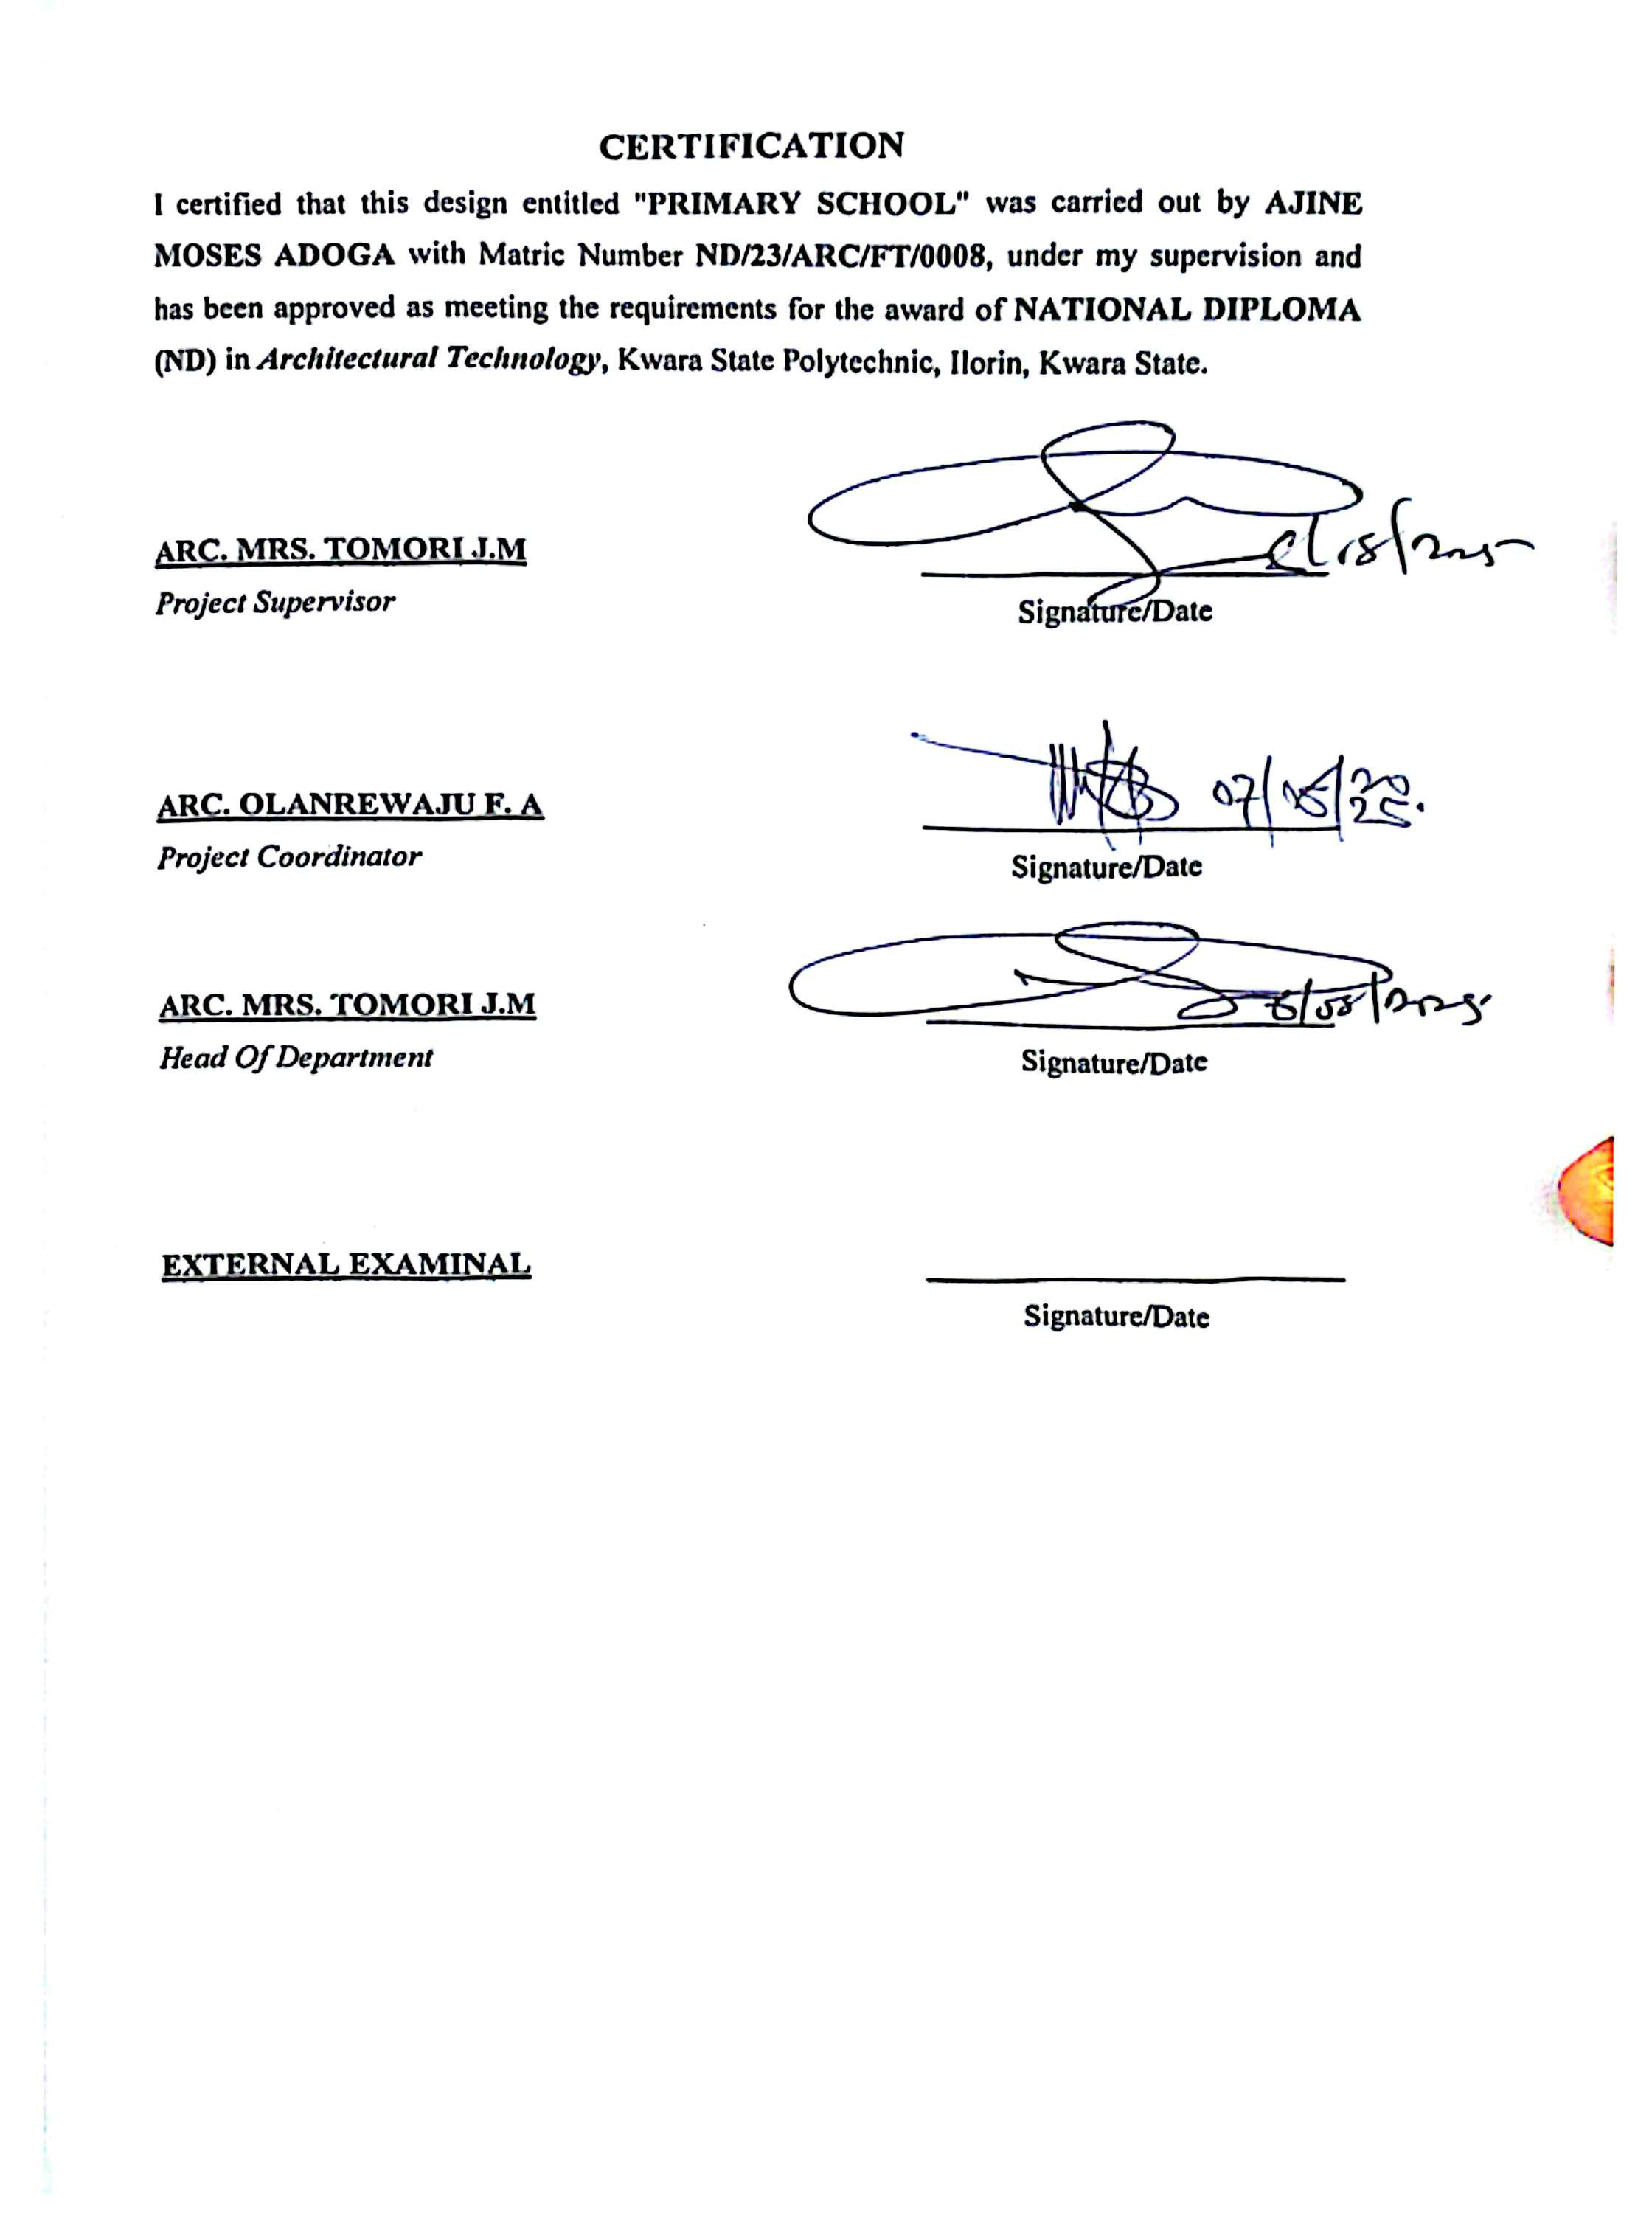 CERTIFICATION
I certified that this design entitled "PRIMARY SCHOOL" was carried out by AJINE
MOSES ADOGA with Matric Number ND/23/ARC/FT/0008, under my supervision and
has been approved as meeting the requirements for the award of NATIONAL DIPLOMA
(ND) in Architectural Technology, Kwara State Polytechnic, Ilorin, Kwara State.
ARC. MRS. TOMORI J.M
Project Supervisor
Signature/Date
ARC. OLANREWAJU F. A
07/08/2025.
Project Coordinator
Signature/Date
ARC. MRS. TOMORI J.M
Head Of Department
Signature/Date
EXTERNAL EXAMINAL
Signature/Date